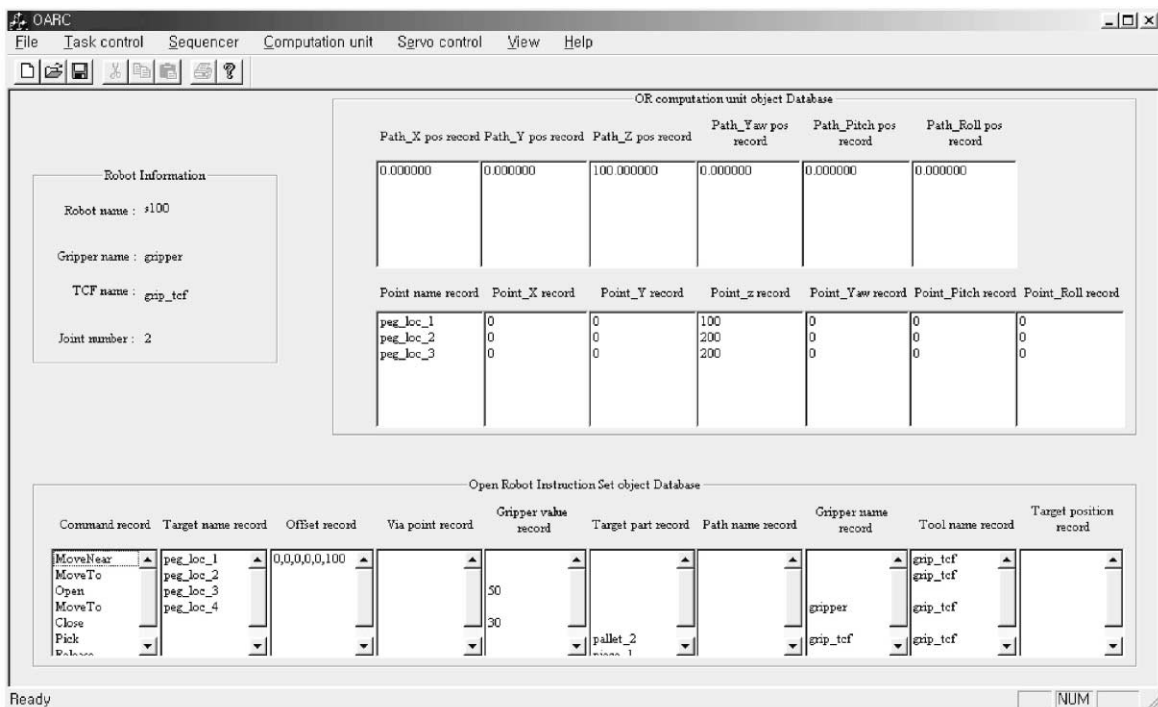 OARC
File Task control Sequencer Computation unit Servo control View Help
OR computation unit object Database
Path_X pos record Path_Y pos record Path_Z pos record Path_Yaw pos record Path_Pitch pos record Path_Roll pos record
0.000000 0.000000 100.000000 0.000000 0.000000 0.000000
Robot Information
Robot name : s100
Gripper name : gripper
TCF name : grip_tcf
Joint number : 2
Point name record Point_X record Point_Y record Point_z record Point_Yaw record Point_Pitch record Point_Roll record
peg_loc_1 0 0 100 0 0 0
peg_loc_2 0 0 200 0 0 0
peg_loc_3 0 0 200 0 0 0
Open Robot Instruction Set object Database
Command record Target name record Offset record Via point record Gripper value record Target part record Path name record Gripper name record Tool name record Target position record
MoveNear peg_loc_1 0,0,0,0,0,100 grip_tcf
MoveTo peg_loc_2 grip_tcf
Open peg_loc_3 50
MoveTo peg_loc_4 gripper grip_tcf
Close 30
Pick pallet_2 grip_tcf grip_tcf
Release
Ready NUM